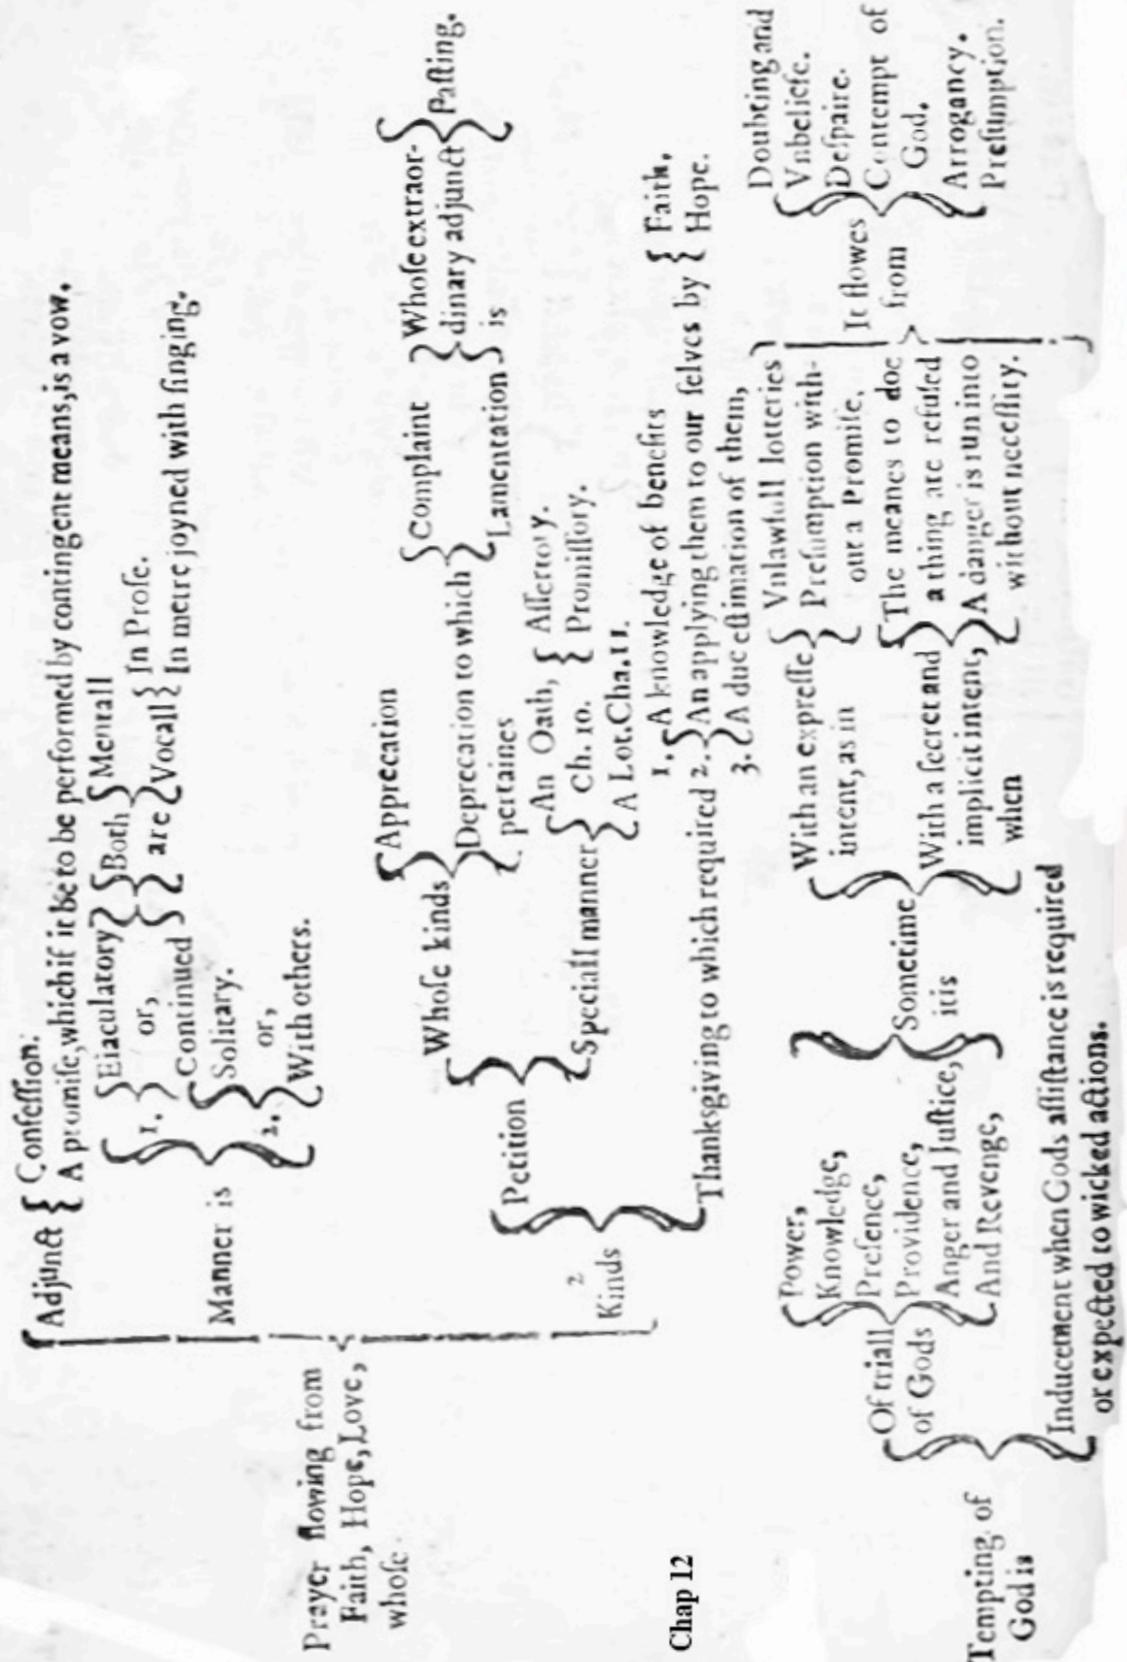 Prayer flowing from
Faith, Hope, Love,
whose
Adjunct
Confeſſion.
A promiſe, which if it be to be performed by contingent means, is a vow.
Manner is
1.
Eiaculatory
or,
Continued
Both
are
Mentall
Vocall
In Proſe.
In metre joyned with ſinging.
2.
Solitary.
or,
With others.
2
Kinds
Petition
Whoſe kinds
Apprecation
Deprecation to which
pertaines
Complaint
Lamentation
Whoſe extraor-
dinary adjunct
is
Faſting.
Speciall manner
An Oath,
Ch. 10.
Aſſertory.
Promiſſory.
A Lot. Cha. 11.
Thanksgiving to which required
1. A knowledge of benefits
2. An applying them to our ſelves by
Faith,
Hope.
3. A due eſtimation of them,
Chap 12
Tempting of
God is
Of triall
of Gods
Power,
Knowledge,
Preſence,
Providence,
Anger and Juſtice,
And Revenge,
Sometime
it is
With an expreſſe
intent, as in
Vnlawfull lotteries
Preſumption with-
out a Promiſe,
With a ſecret and
implicit intent,
when
The meanes to doe
a thing are refuſed
A danger is run into
without neceſſity.
It flowes
from
Doubting and
Vnbeliefe.
Deſpaire.
Contempt of
God.
Arrogancy.
Preſumption.
Inducement when Gods aſſiſtance is required
or expected to wicked actions.